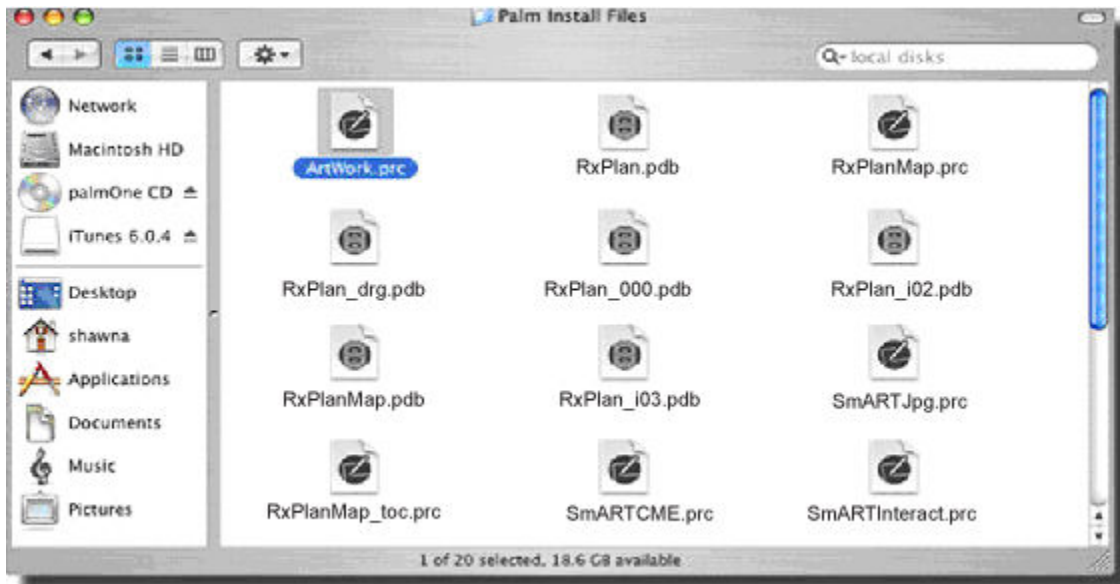 Palm Install Files
local disks
Network
Macintosh HD
palmOne CD
iTunes 6.0.4
Desktop
shawna
Applications
Documents
Music
Pictures
ArtWork.prc
RxPlan.pdb
RxPlanMap.prc
RxPlan_drg.pdb
RxPlan_000.pdb
RxPlan_i02.pdb
RxPlanMap.pdb
RxPlan_i03.pdb
SmARTJpg.prc
RxPlanMap_toc.prc
SmARTCME.prc
SmARTInteract.prc
1 of 20 selected, 18.6 GB available